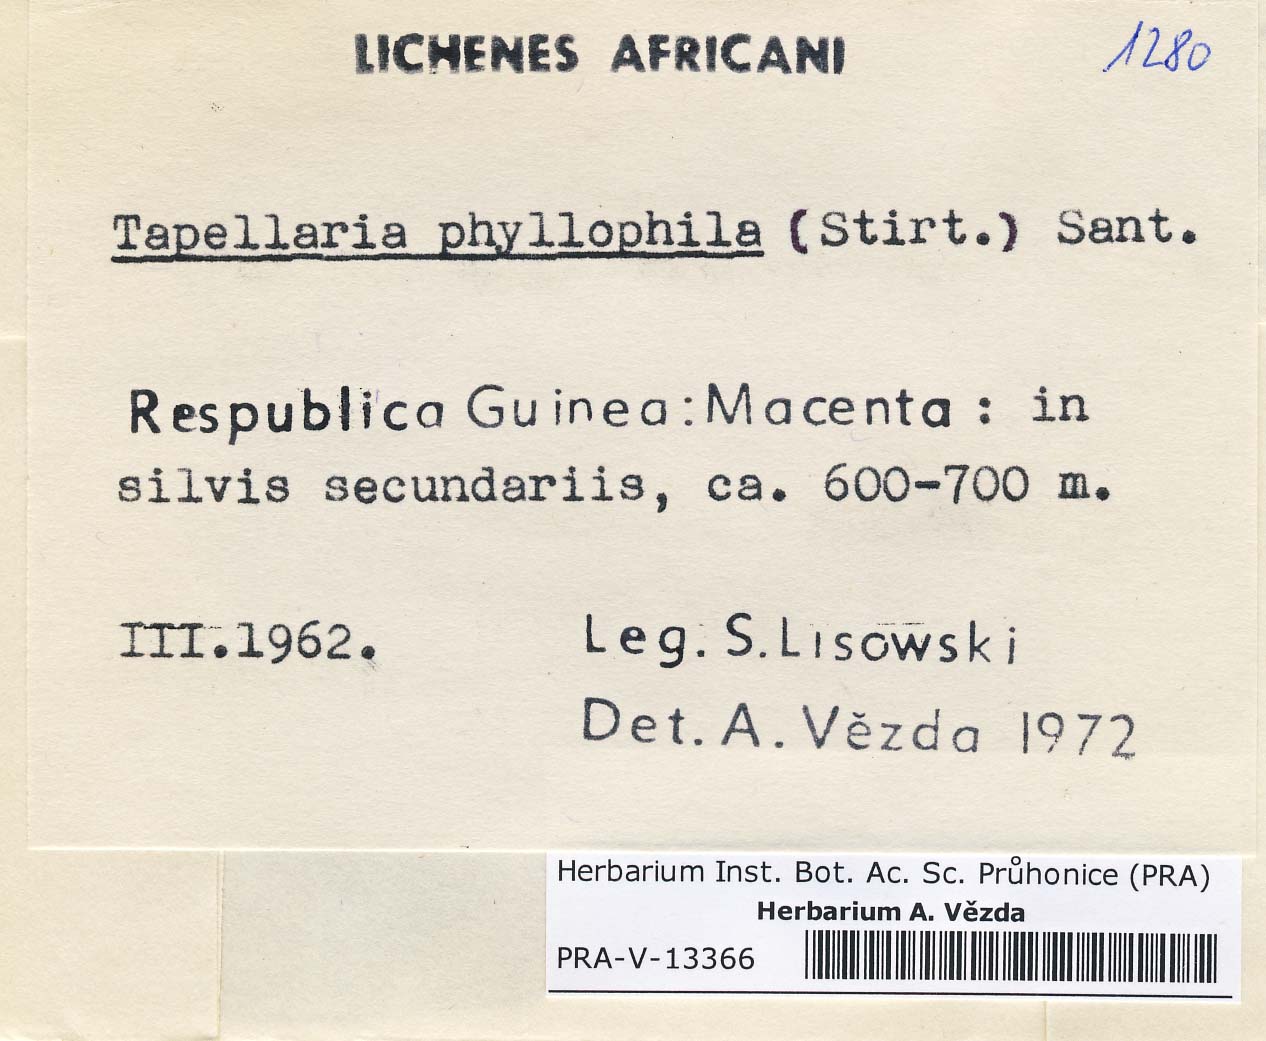 LICHENES AFRICANI 1280
Tapellaria phyllophila (Stirt.) Sant.
Respublica Guinea: Macenta : in
silvis secundariis, ca. 600-700 m.
III.1962. Leg. S. Lisowski
Det. A. Vězda 1972
Herbarium Inst. Bot. Ac. Sc. Průhonice (PRA)
Herbarium A. Vězda
PRA-V-13366